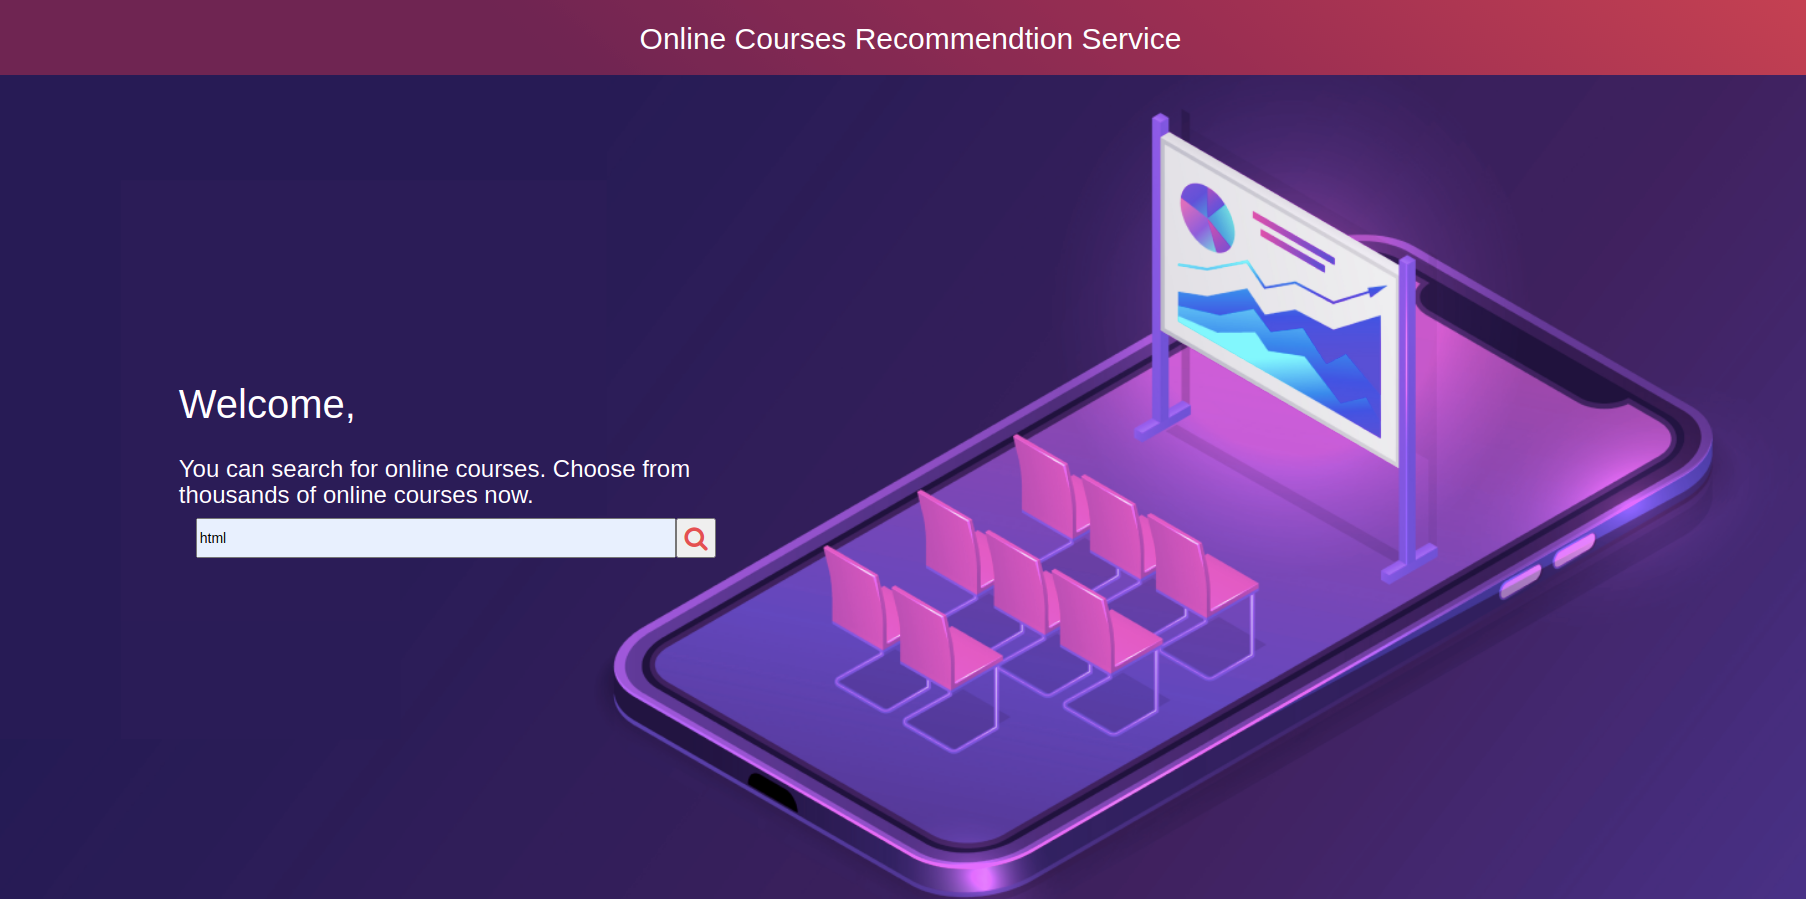 Online Courses Recommendtion Service
Welcome,
You can search for online courses. Choose from
thousands of online courses now.
html